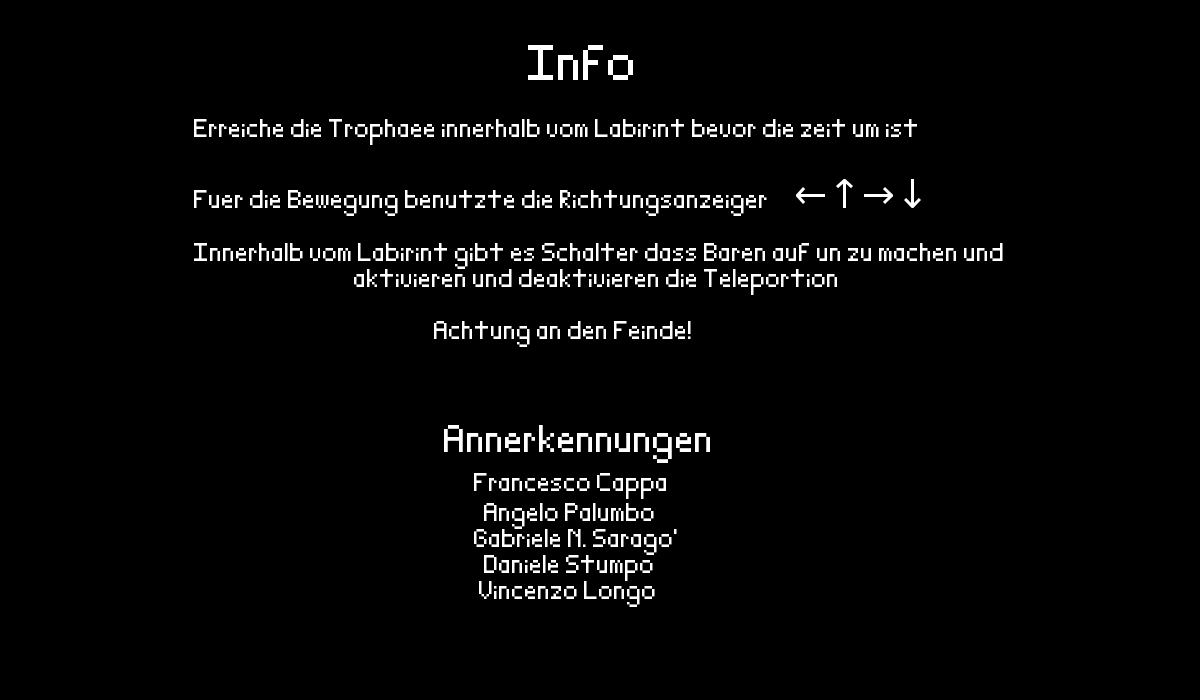 Info
Erreiche die Trophaee innerhalb vom Labirint bevor die zeit um ist
Fuer die Bewegung benutzte die Richtungsanzeiger ←↑→↓
Innerhalb vom Labirint gibt es Schalter dass Baren auf un zu machen und
aktivieren und deaktivieren die Teleportion
Achtung an den Feinde!
Annerkennungen
Francesco Cappa
Angelo Palumbo
Gabriele N. Sarago'
Daniele Stumpo
Vincenzo Longo